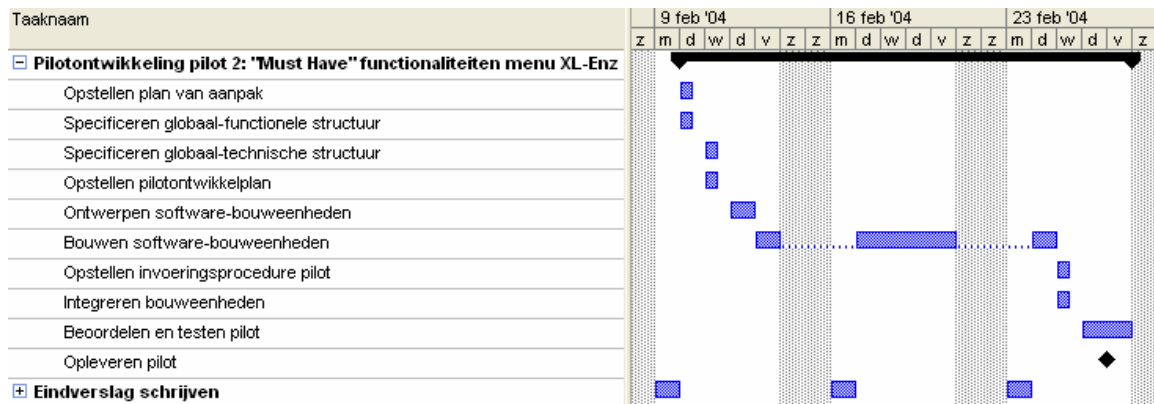 Taaknaam
9 feb '04 16 feb '04 23 feb '04
z m d w d v z z m d w d v z z m d w d v z
Pilotontwikkeling pilot 2: "Must Have" functionaliteiten menu XL-Enz
Opstellen plan van aanpak
Specificeren globaal-functionele structuur
Specificeren globaal-technische structuur
Opstellen pilotontwikkelplan
Ontwerpen software-bouweenheden
Bouwen software-bouweenheden
Opstellen invoeringsprocedure pilot
Integreren bouweenheden
Beoordelen en testen pilot
Opleveren pilot
Eindverslag schrijven